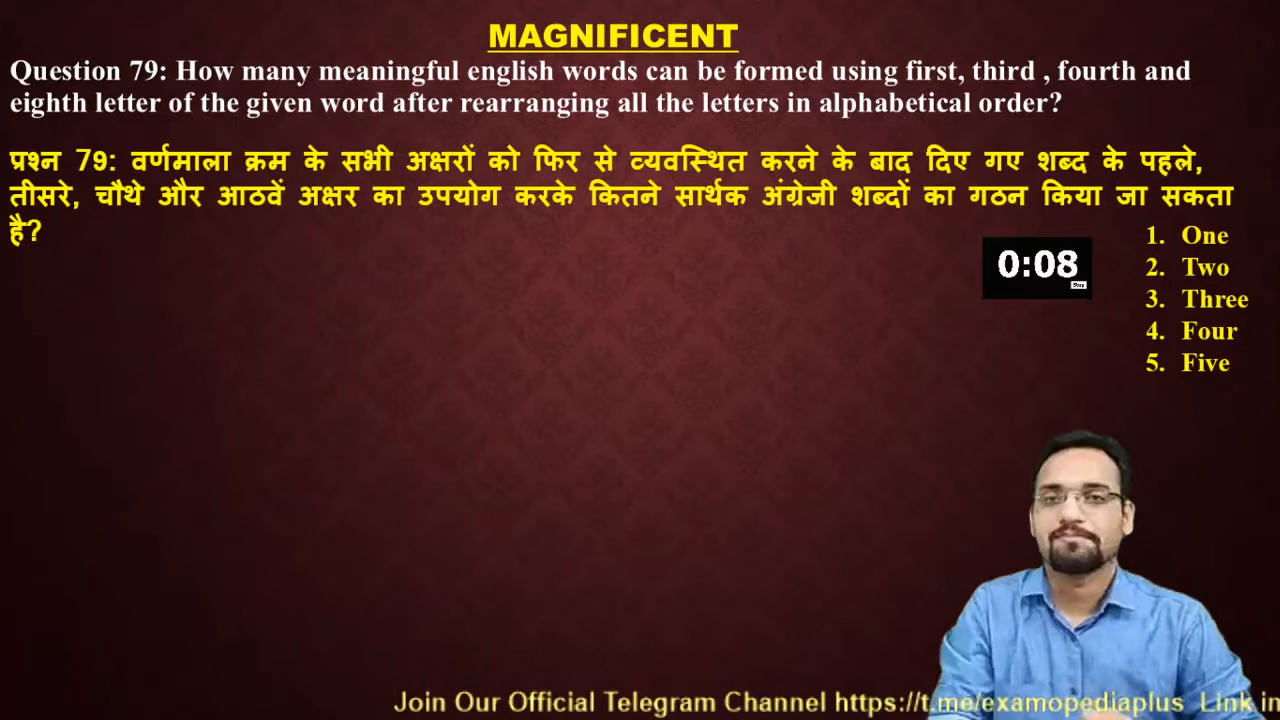 MAGNIFICENT
Question 79: How many meaningful english words can be formed using first, third , fourth and
eighth letter of the given word after rearranging all the letters in alphabetical order?
प्रश्न 79: वर्णमाला क्रम के सभी अक्षरों को फिर से व्यवस्थित करने के बाद दिए गए शब्द के पहले,
तीसरे, चौथे और आठवें अक्षर का उपयोग करके कितने सार्थक अंग्रेजी शब्दों का गठन किया जा सकता
है?
0:08
Stop
1. One
2. Two
3. Three
4. Four
5. Five
Join Our Official Telegram Channel https://t.me/examopediaplus Link in